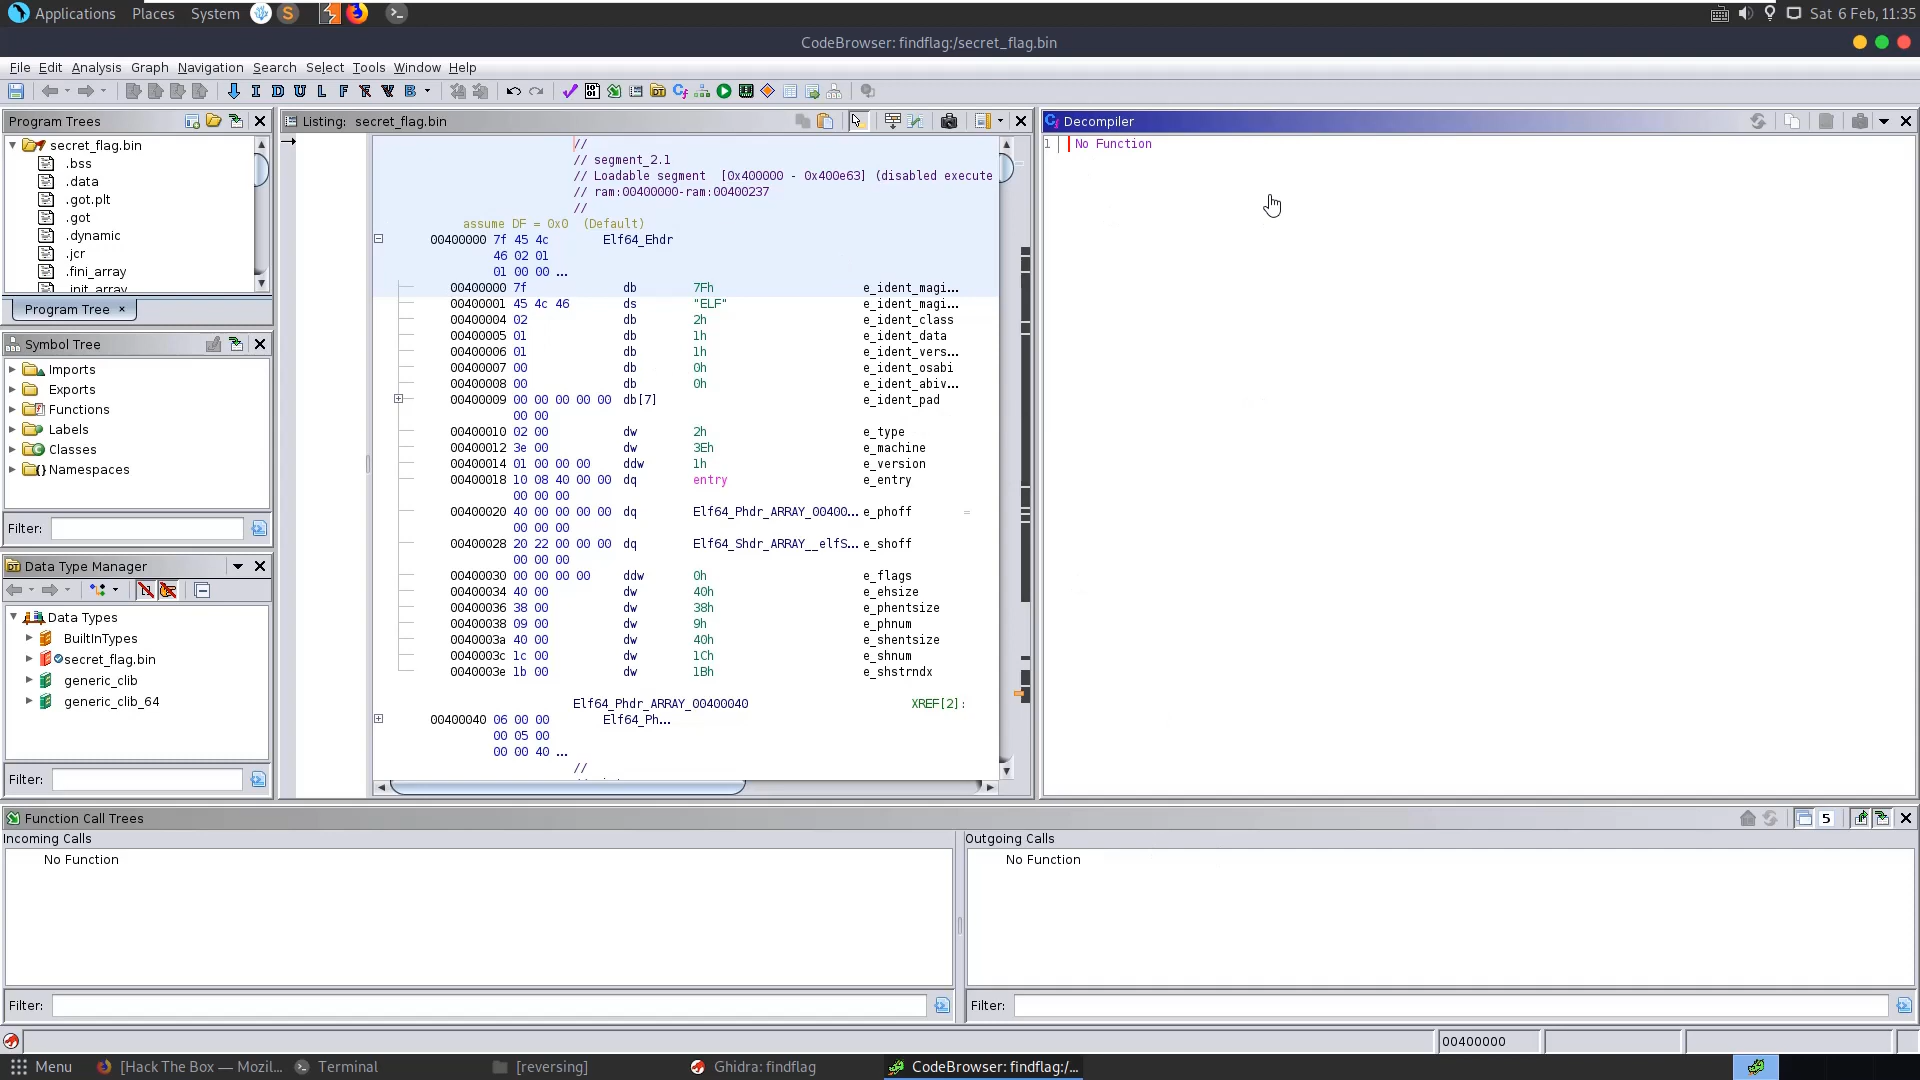 Applications Places System Sat 6 Feb, 11:35
CodeBrowser: findflag:/secret_flag.bin
File Edit Analysis Graph Navigation Search Select Tools Window Help
I D U L F B
Program Trees
secret_flag.bin
.bss
.data
.got.plt
.got
.dynamic
.jcr
.fini_array
.init_array
Program Tree ×
Symbol Tree
Imports
Exports
Functions
Labels
Classes
Namespaces
Filter:
Data Type Manager
Data Types
BuiltInTypes
secret_flag.bin
generic_clib
generic_clib_64
Filter:
Listing: secret_flag.bin
//
// segment_2.1
// Loadable segment [0x400000 - 0x400e63] (disabled execute
// ram:00400000-ram:00400237
//
assume DF = 0x0 (Default)
00400000 7f 45 4c Elf64_Ehdr
46 02 01
01 00 00 ...
00400000 7f db 7Fh e_ident_magi...
00400001 45 4c 46 ds "ELF" e_ident_magi...
00400004 02 db 2h e_ident_class
00400005 01 db 1h e_ident_data
00400006 01 db 1h e_ident_vers...
00400007 00 db 0h e_ident_osabi
00400008 00 db 0h e_ident_abiv...
00400009 00 00 00 00 00 db[7] e_ident_pad
00 00
00400010 02 00 dw 2h e_type
00400012 3e 00 dw 3Eh e_machine
00400014 01 00 00 00 ddw 1h e_version
00400018 10 08 40 00 00 dq entry e_entry
00 00 00
00400020 40 00 00 00 00 dq Elf64_Phdr_ARRAY_00400... e_phoff =
00 00 00
00400028 20 22 00 00 00 dq Elf64_Shdr_ARRAY__elfS... e_shoff
00 00 00
00400030 00 00 00 00 ddw 0h e_flags
00400034 40 00 dw 40h e_ehsize
00400036 38 00 dw 38h e_phentsize
00400038 09 00 dw 9h e_phnum
0040003a 40 00 dw 40h e_shentsize
0040003c 1c 00 dw 1Ch e_shnum
0040003e 1b 00 dw 1Bh e_shstrndx
Elf64_Phdr_ARRAY_00400040 XREF[2]:
00400040 06 00 00 Elf64_Ph...
00 05 00
00 00 40 ...
//
Decompiler
1 No Function
Function Call Trees 5
Incoming Calls
No Function
Filter:
Outgoing Calls
No Function
Filter:
00400000
Menu [Hack The Box — Mozil... Terminal [reversing] Ghidra: findflag CodeBrowser: findflag:/...